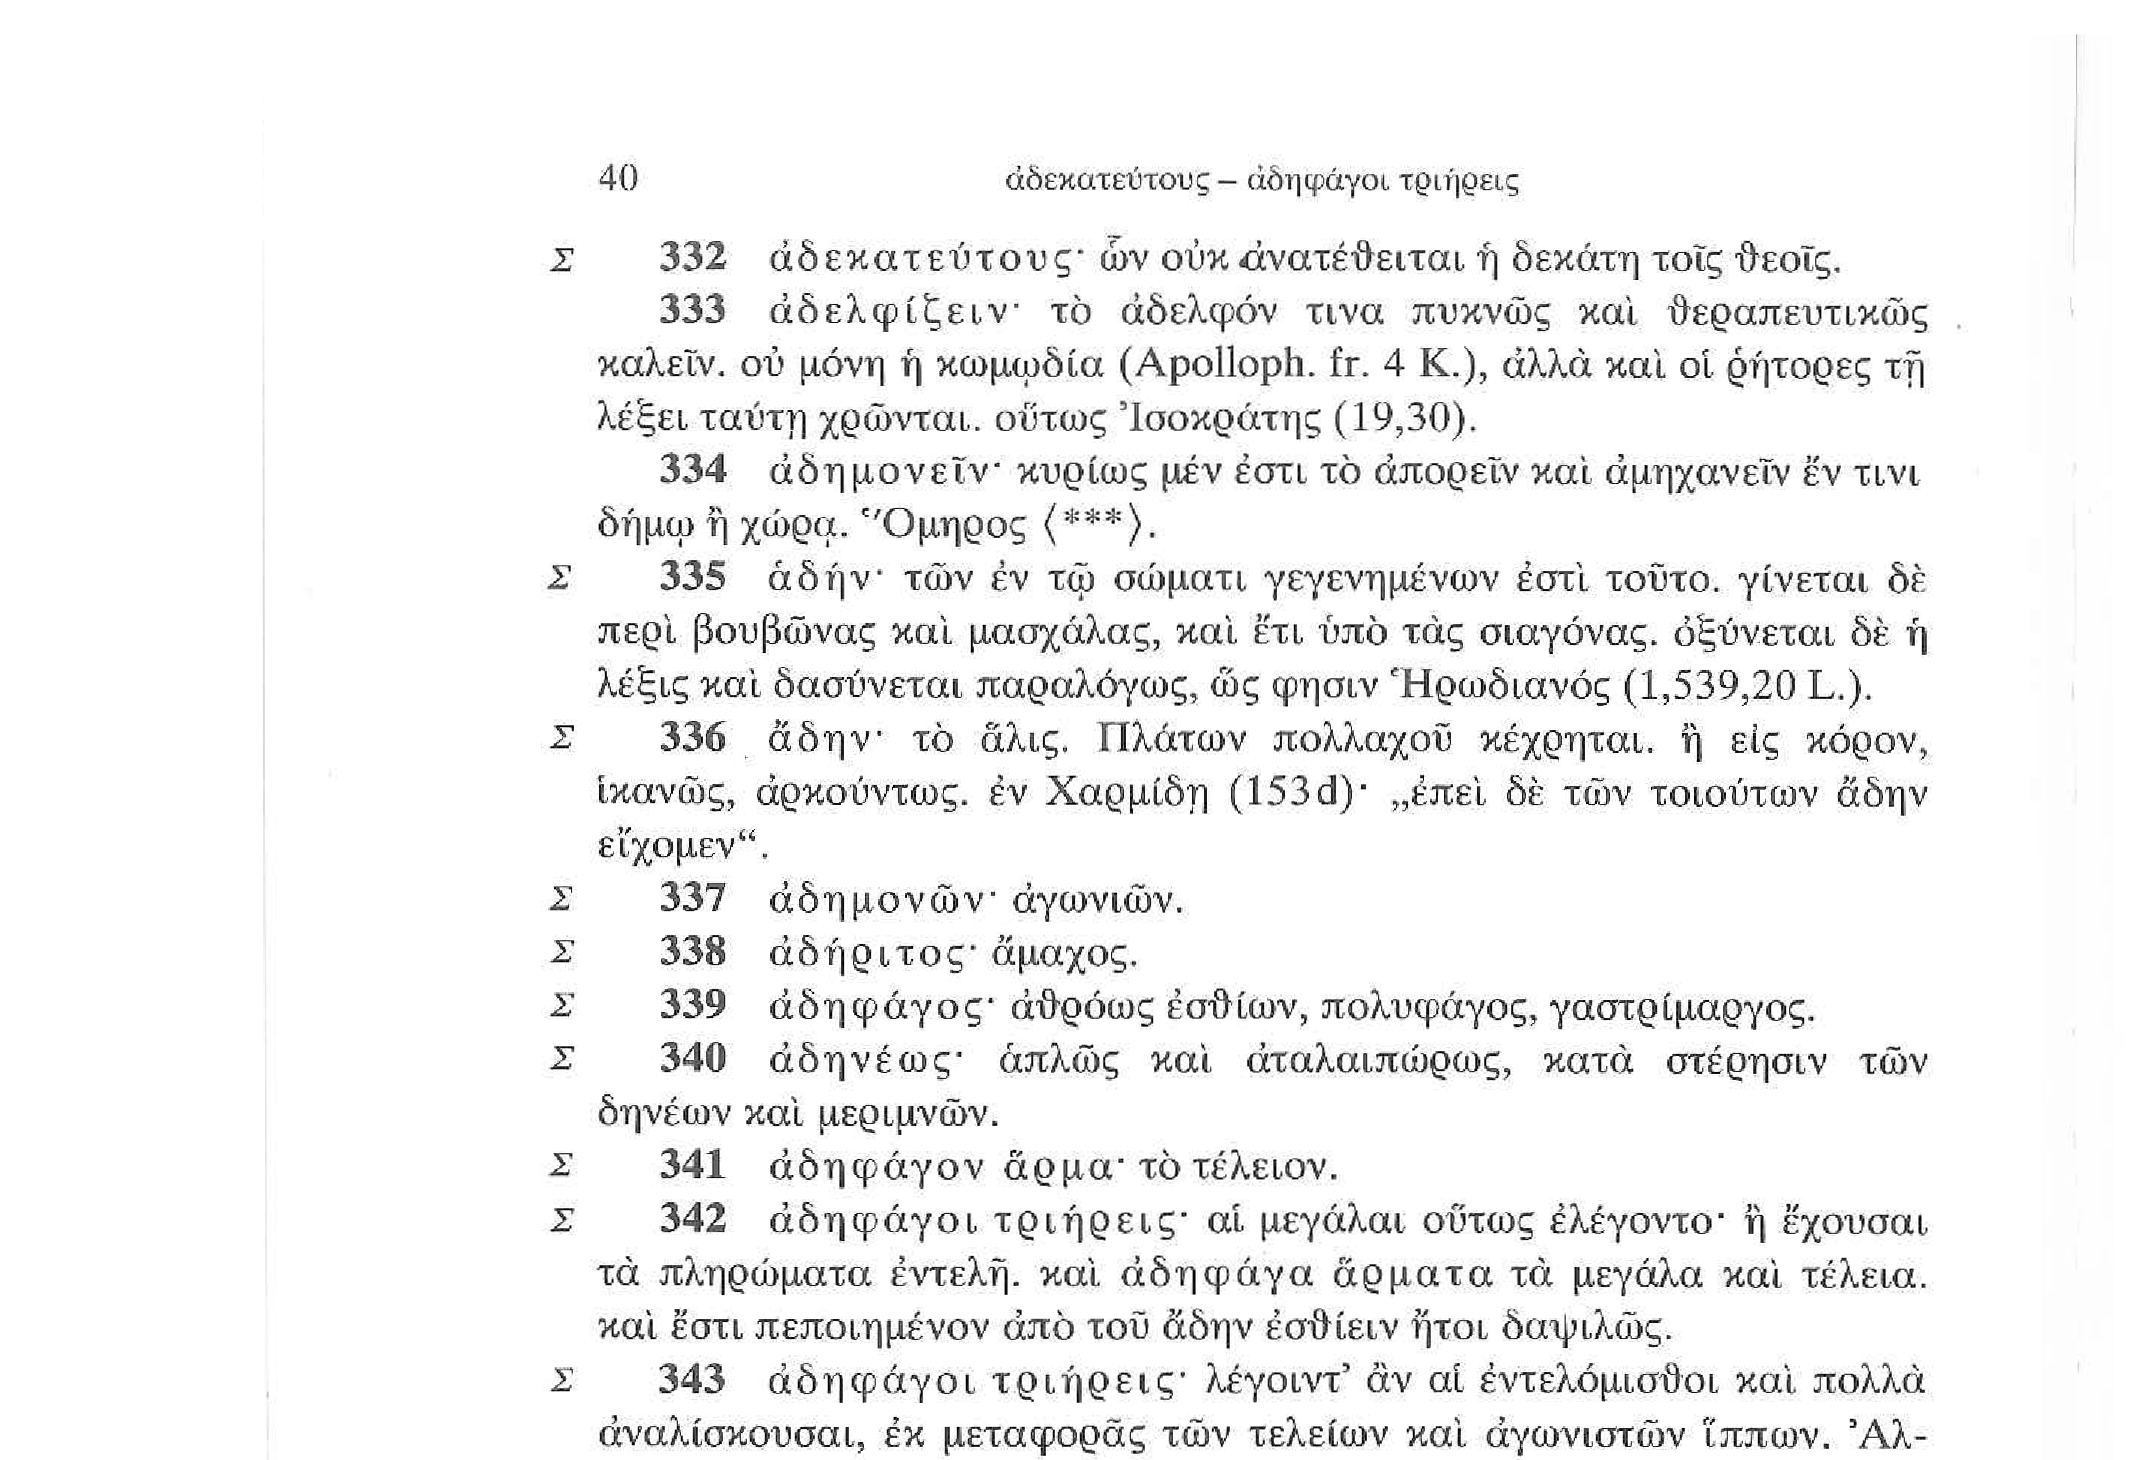 40 ἀδεκατεύτους – ἀδηφάγοι τριήρεις
Σ 332 ἀδεκατεύτους· ὧν οὐκ ἀνατέθειται ἡ δεκάτη τοῖς θεοῖς.
333 ἀδελφίζειν· τὸ ἀδελφόν τινα πυκνῶς καὶ θεραπευτικῶς
καλεῖν. οὐ μόνη ἡ κωμῳδία (Apolloph. fr. 4 K.), ἀλλὰ καὶ οἱ ῥήτορες τῇ
λέξει ταύτῃ χρῶνται. οὕτως Ἰσοκράτης (19,30).
334 ἀδημονεῖν· κυρίως μέν ἐστι τὸ ἀπορεῖν καὶ ἀμηχανεῖν ἔν τινι
δήμῳ ἢ χώρᾳ. Ὅμηρος ⟨***⟩.
Σ 335 ἁδήν· τῶν ἐν τῷ σώματι γεγενημένων ἐστὶ τοῦτο. γίνεται δὲ
περὶ βουβῶνας καὶ μασχάλας, καὶ ἔτι ὑπὸ τὰς σιαγόνας. ὀξύνεται δὲ ἡ
λέξις καὶ δασύνεται παραλόγως, ὥς φησιν Ἡρωδιανός (1,539,20 L.).
Σ 336 ἄδην· τὸ ἅλις. Πλάτων πολλαχοῦ κέχρηται. ἢ εἰς κόρον,
ἱκανῶς, ἀρκούντως. ἐν Χαρμίδῃ (153d)· „ἐπεὶ δὲ τῶν τοιούτων ἄδην
εἴχομεν“.
Σ 337 ἀδημονῶν· ἀγωνιῶν.
Σ 338 ἀδήριτος· ἄμαχος.
Σ 339 ἀδηφάγος· ἀθρόως ἐσθίων, πολυφάγος, γαστρίμαργος.
Σ 340 ἀδηνέως· ἁπλῶς καὶ ἀταλαιπώρως, κατὰ στέρησιν τῶν
δηνέων καὶ μεριμνῶν.
Σ 341 ἀδηφάγον ἅρμα· τὸ τέλειον.
Σ 342 ἀδηφάγοι τριήρεις· αἱ μεγάλαι οὕτως ἐλέγοντο· ἢ ἔχουσαι
τὰ πληρώματα ἐντελῆ. καὶ ἀδηφάγα ἅρματα τὰ μεγάλα καὶ τέλεια.
καὶ ἔστι πεποιημένον ἀπὸ τοῦ ἄδην ἐσθίειν ἤτοι δαψιλῶς.
Σ 343 ἀδηφάγοι τριήρεις· λέγοιντ’ ἂν αἱ ἐντελόμισθοι καὶ πολλὰ
ἀναλίσκουσαι, ἐκ μεταφορᾶς τῶν τελείων καὶ ἀγωνιστῶν ἵππων. Ἀλ-